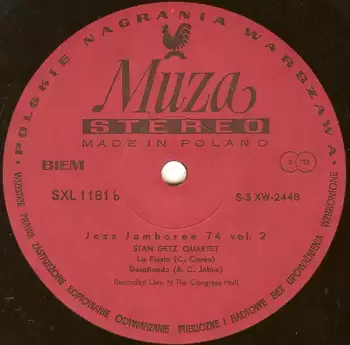 • POLSKIE NAGRANIA WARSZAWA •
Muza
STEREO
MADE IN POLAND
BIEM
SXL 1181 b
S-3 XW-2448
Jazz Jamboree 74 vol. 2
STAN GETZ QUARTET
La Fiesta (C. Corea)
Desafinado (A. C. Jobim)
Recorded Live At The Congress Hall
WSZELKIE PRAWA ZASTRZEŻONE KOPIOWANIE ODTWARZANIE PUBLICZNE I RADIOWE BEZ UPOWAŻNIENIA WZBRONIONE